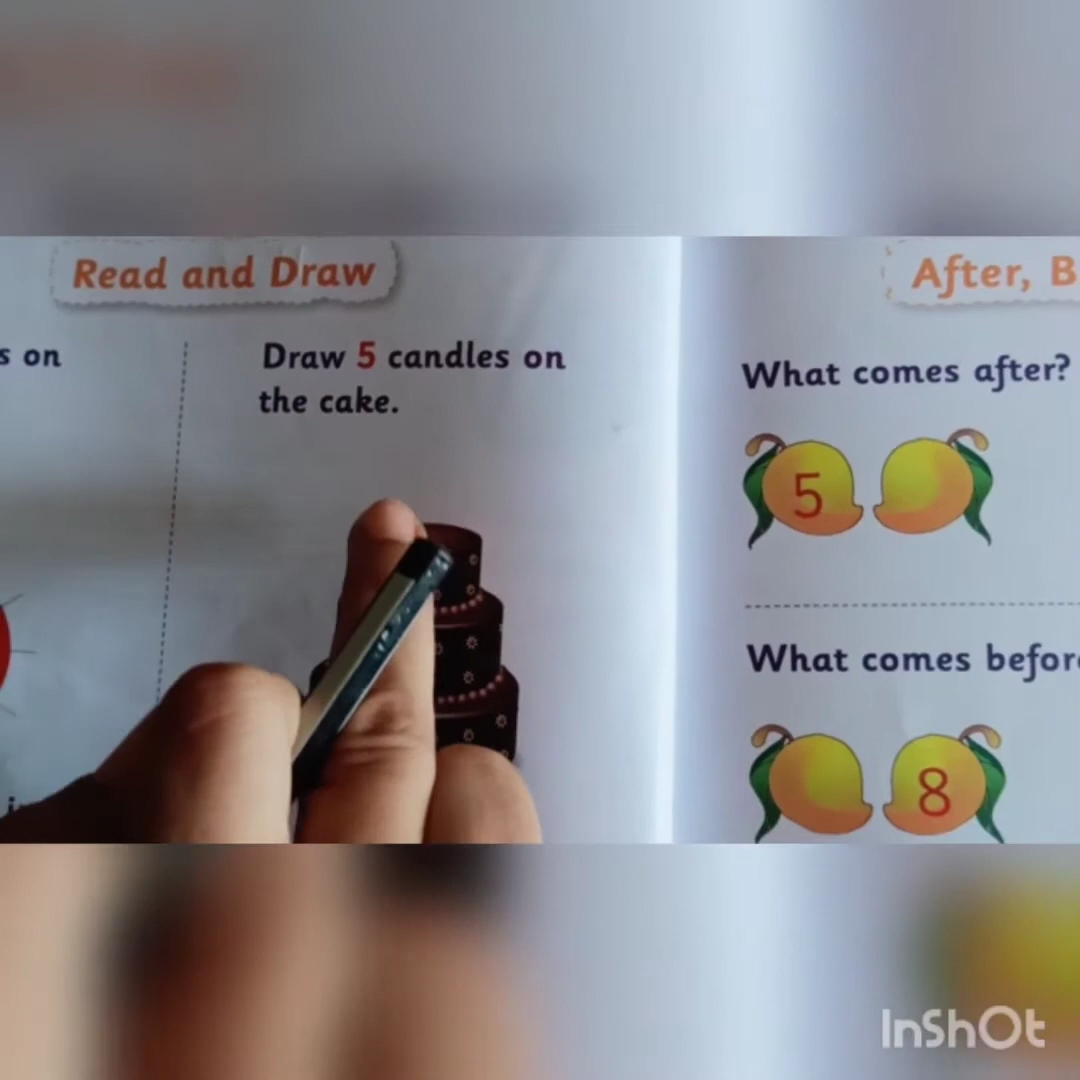 Read and Draw
s on
Draw 5 candles on
the cake.
After, B
What comes after?
5
What comes before
8
InShOt